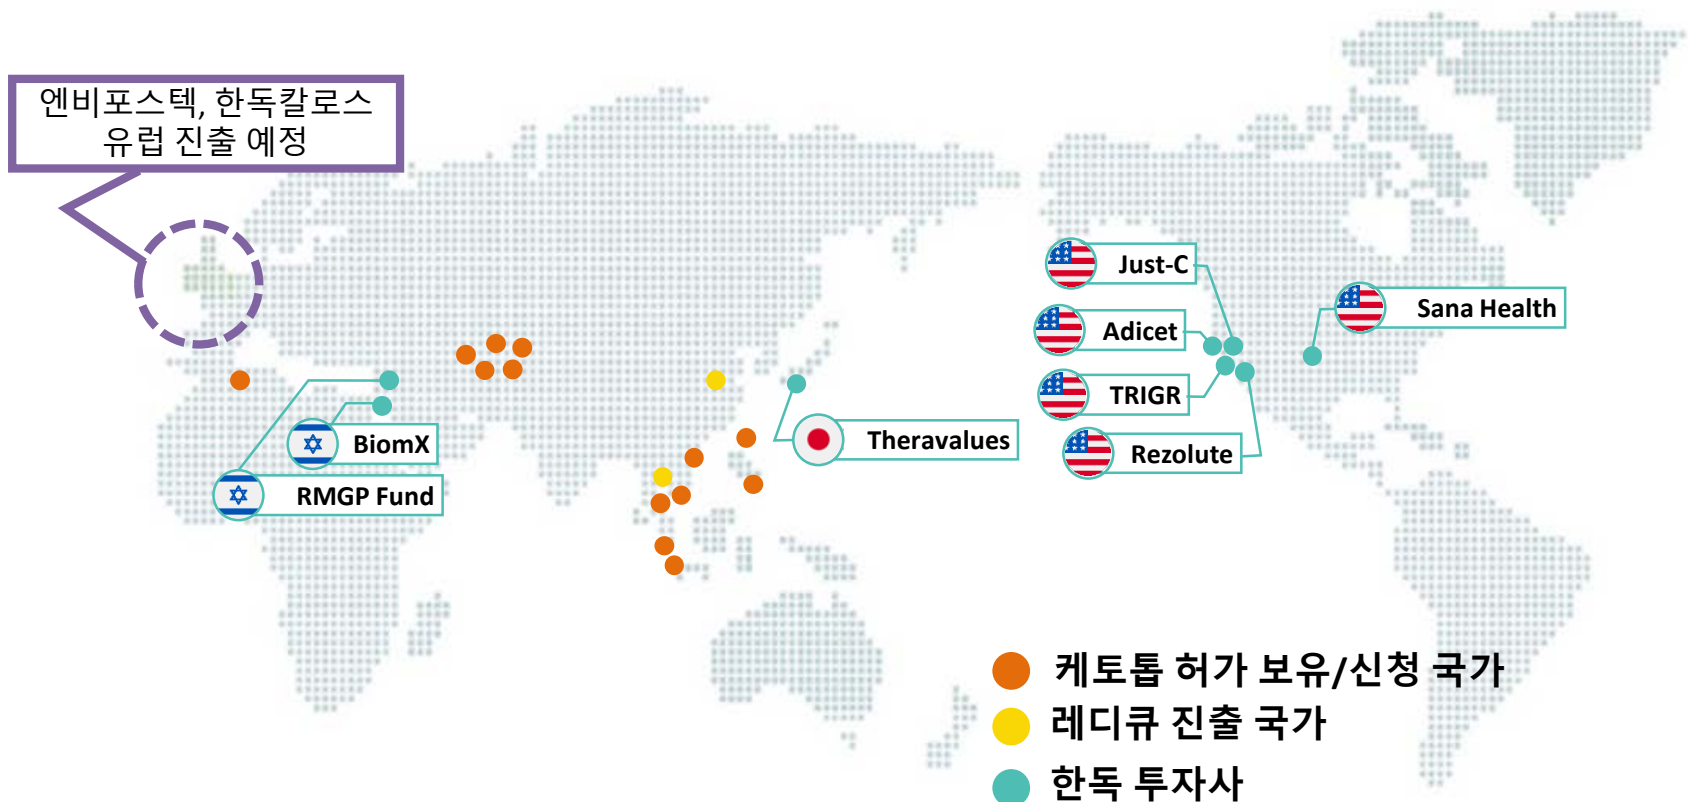 엔비포스텍, 한독칼로스
유럽 진출 예정
Just-C
Sana Health
Adicet
TRIGR
BiomX
Theravalues
Rezolute
RMGP Fund
케토톱 허가 보유/신청 국가
레디큐 진출 국가
한독 투자사